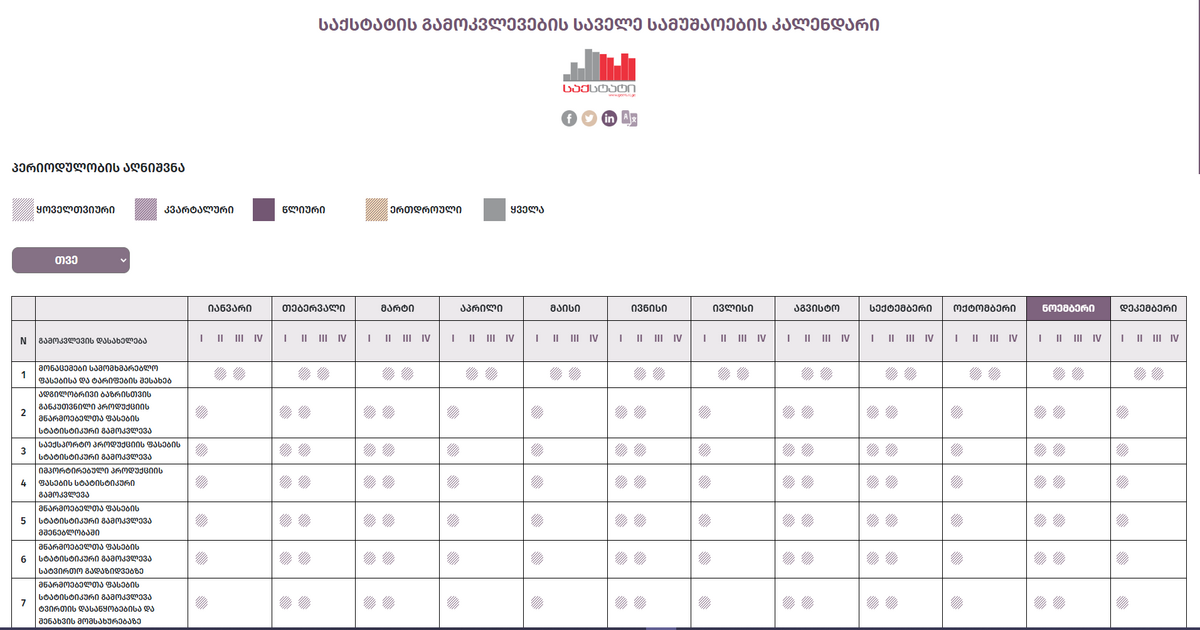 საქსტატის გამოკვლევების საველე სამუშაოების კალენდარი
საქსტატი
პერიოდულობის აღნიშვნა
ყოველთვიური კვარტალური წლიური ერთდროული ყველა
თვე
იანვარი თებერვალი მარტი აპრილი მაისი ივნისი ივლისი აგვისტო სექტემბერი ოქტომბერი ნოემბერი დეკემბერი
N გამოკვლევის დასახელება I II III IV I II III IV I II III IV I II III IV I II III IV I II III IV I II III IV I II III IV I II III IV I II III IV I II III IV I II III IV
1 მონაცემები სამომხმარებლო
ფასებისა და ტარიფების შესახებ
2 ადგილობრივი ბაზრისთვის
განკუთვნილი პროდუქციის
მწარმოებელთა ფასების
სტატისტიკური გამოკვლევა
3 საექსპორტო პროდუქციის ფასების
სტატისტიკური გამოკვლევა
4 იმპორტირებული პროდუქციის
ფასების სტატისტიკური
გამოკვლევა
5 მწარმოებელთა ფასების
სტატისტიკური გამოკვლევა
მშენებლობაში
6 მწარმოებელთა ფასების
სტატისტიკური გამოკვლევა
სატვირთო გადაზიდვებზე
7 მწარმოებელთა ფასების
სტატისტიკური გამოკვლევა
ტვირთის დასაწყობებისა და
შენახვის მომსახურებაზე